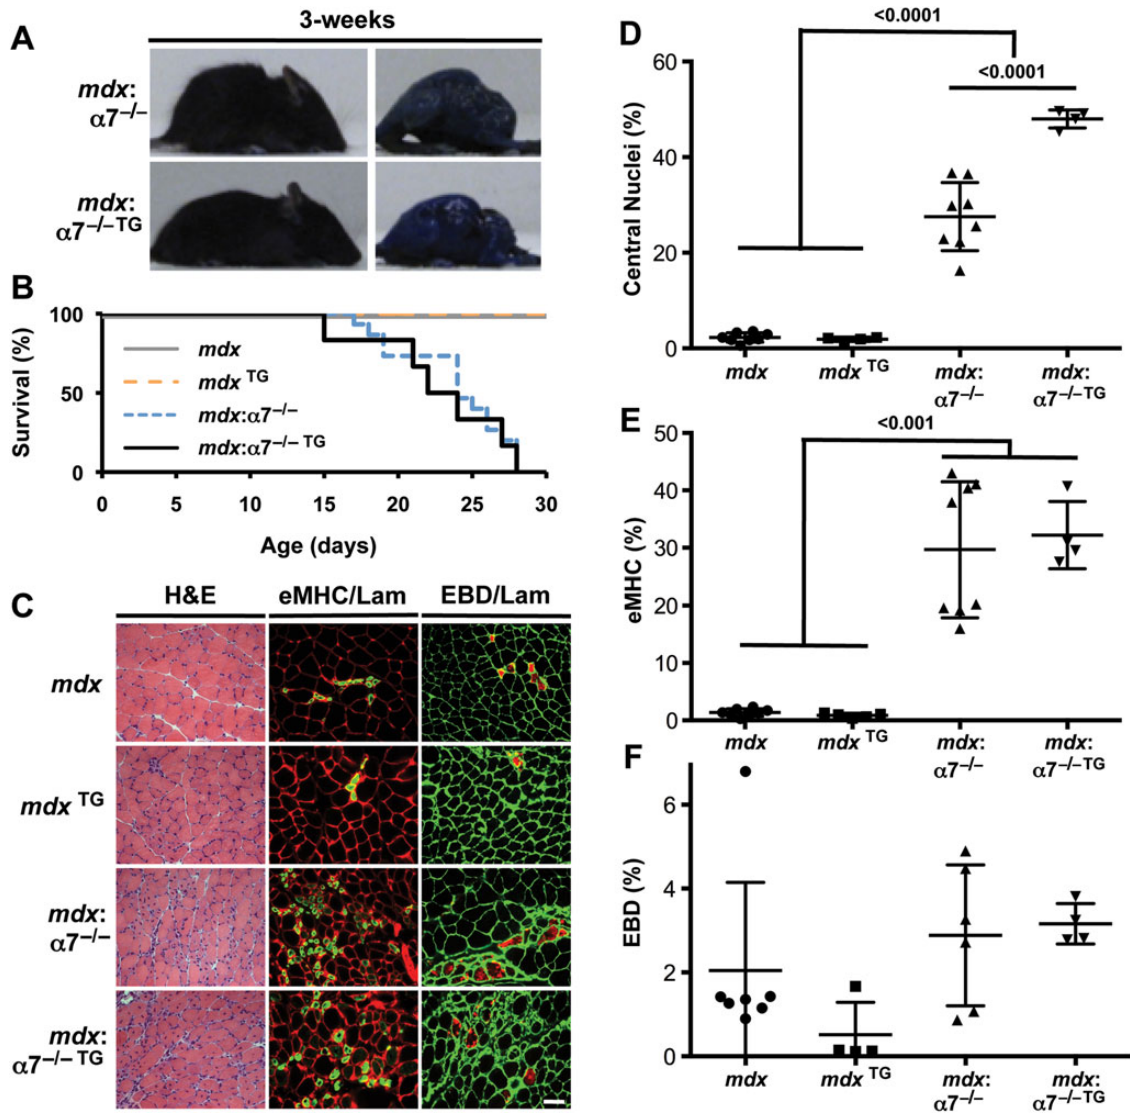 A
3-weeks
mdx:
α7–/–
mdx:
α7–/–TG
B
Survival (%)
100
50
0
mdx
mdx TG
mdx:α7–/–
mdx:α7–/– TG
0 5 10 15 20 25 30
Age (days)
C
H&E eMHC/Lam EBD/Lam
mdx
mdx TG
mdx:
α7–/–
mdx:
α7–/– TG
D
<0.0001
<0.0001
Central Nuclei (%)
60
40
20
0
mdx mdx TG mdx: mdx:
α7–/– α7–/–TG
E
<0.001
eMHC (%)
50
40
30
20
10
0
mdx mdx TG mdx: mdx:
α7–/– α7–/–TG
F
EBD (%)
6
4
2
0
mdx mdx TG mdx: mdx:
α7–/– α7–/–TG